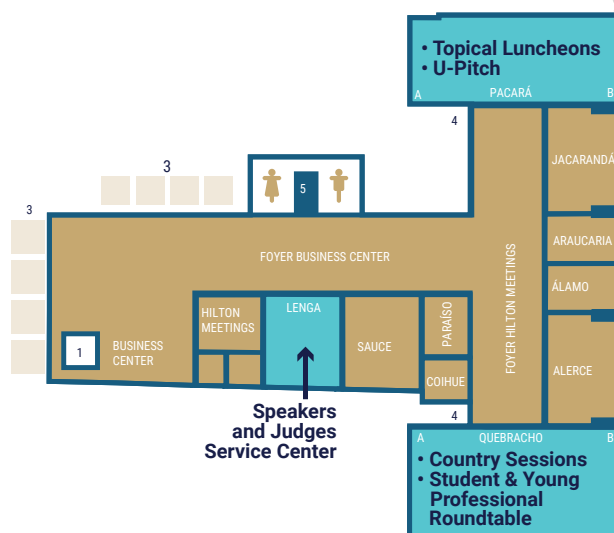 • Topical Luncheons
• U-Pitch
A
PACARÁ
B
4
3
JACARANDÁ
5
3
ARAUCARIA
FOYER BUSINESS CENTER
FOYER HILTON MEETINGS
ÁLAMO
HILTON
MEETINGS
LENGA
PARAÍSO
1
BUSINESS
CENTER
SAUCE
ALERCE
COIHUE
Speakers
and Judges
Service Center
4
A
QUEBRACHO
B
• Country Sessions
• Student & Young
Professional
Roundtable